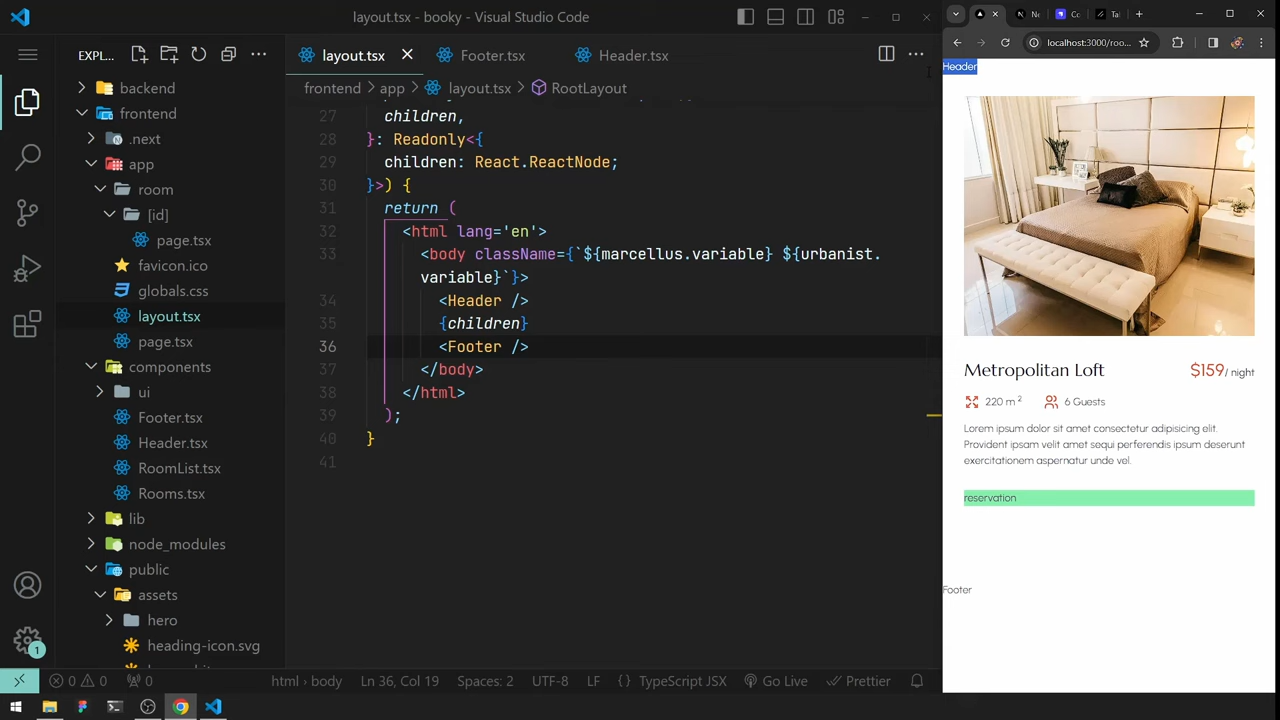 layout.tsx - booky - Visual Studio Code
EXPL...
layout.tsx
Footer.tsx
Header.tsx
frontend > app > layout.tsx > RootLayout
backend
frontend
.next
app
room
[id]
page.tsx
favicon.ico
globals.css
layout.tsx
page.tsx
components
ui
Footer.tsx
Header.tsx
RoomList.tsx
Rooms.tsx
lib
node_modules
public
assets
hero
heading-icon.svg
27 children,
28 }: Readonly<{
29 children: React.ReactNode;
30 }>) {
31 return (
32 <html lang='en'>
33 <body className={`${marcellus.variable} ${urbanist.
variable}`}>
34 <Header />
35 {children}
36 <Footer />
37 </body>
38 </html>
39 );
40 }
41
1
0 0 0
html › body
Ln 36, Col 19
Spaces: 2
UTF-8
LF
{} TypeScript JSX
Go Live
Prettier
Ne
Co
Tal
localhost:3000/roo...
Header
Metropolitan Loft
$159/ night
220 m 2
6 Guests
Lorem ipsum dolor sit amet consectetur adipisicing elit.
Provident ipsam velit amet sequi perferendis ipsum deserunt
exercitationem aspernatur unde vel.
reservation
Footer